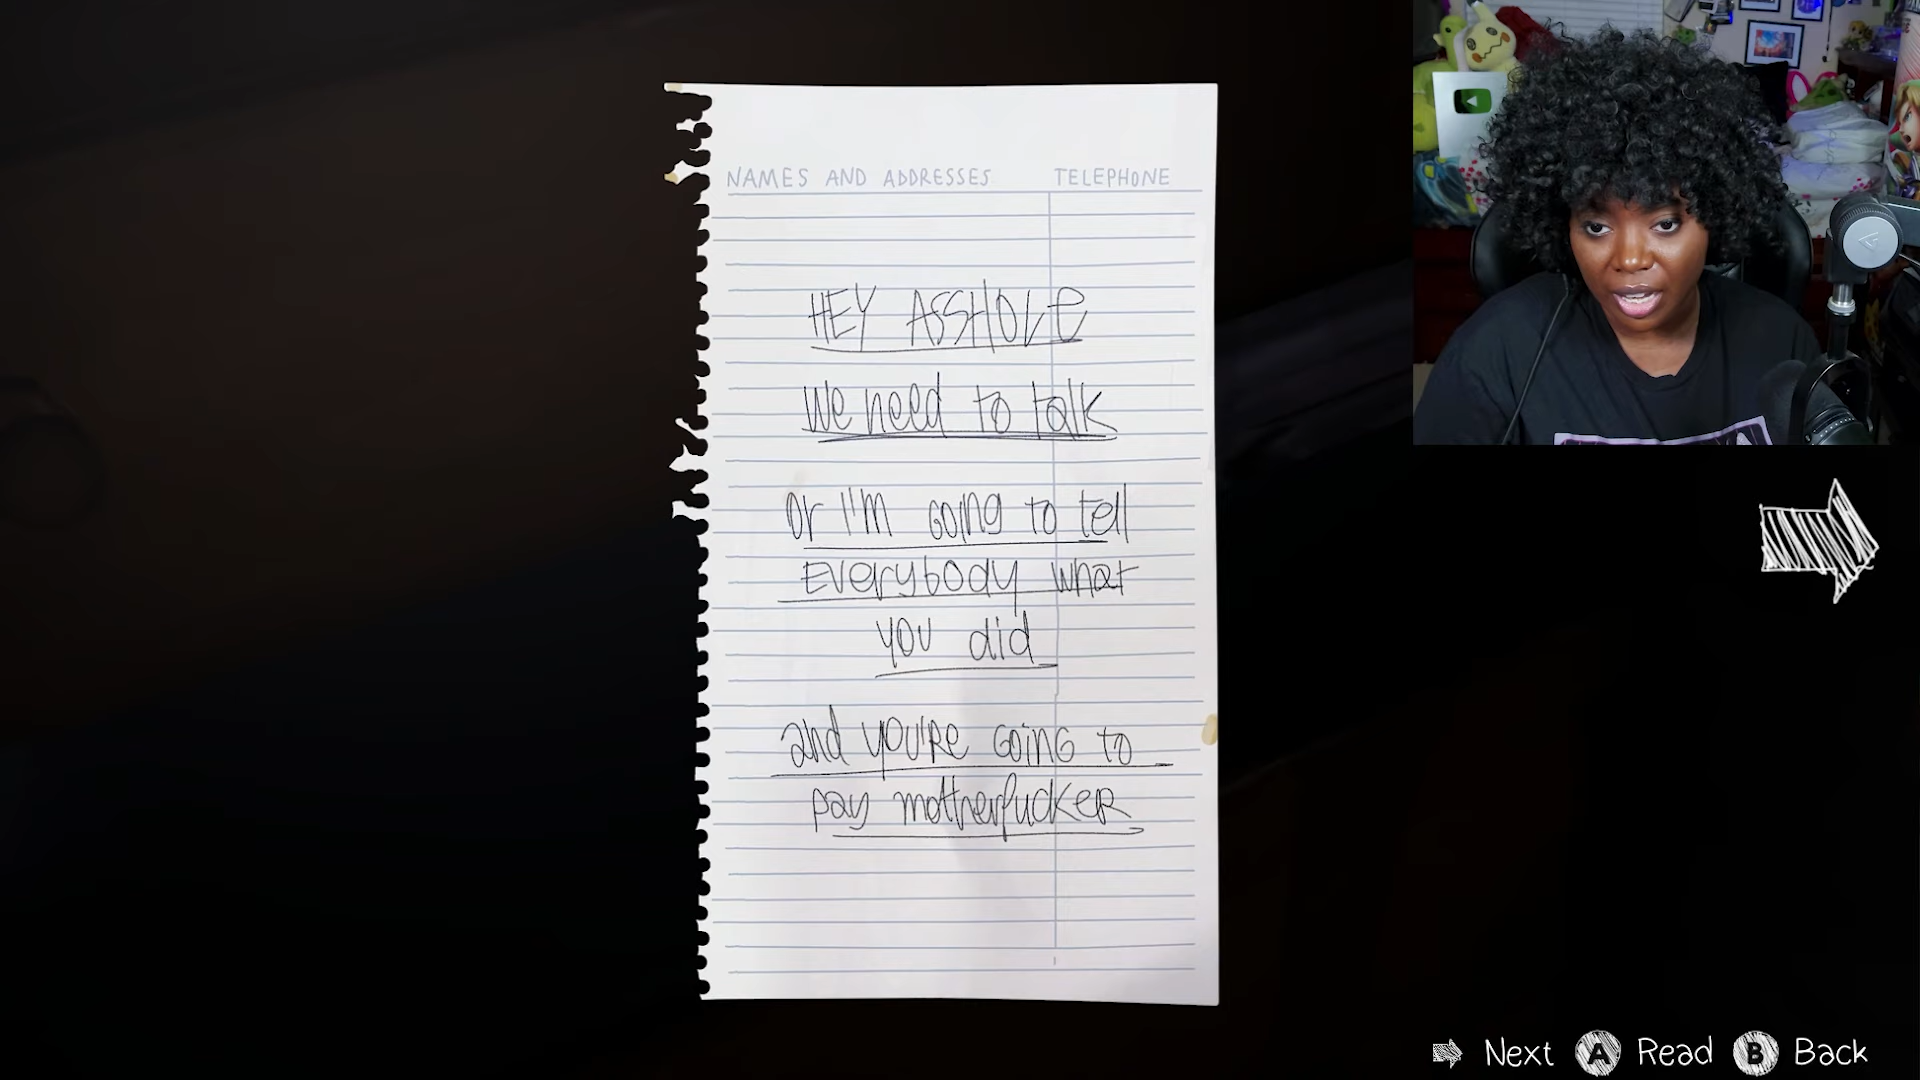 NAMES AND ADDRESSES TELEPHONE
HEY ASSHOLE
We need to talk
Or I'm going to tell
Everybody what
you did
and you're going to
pay motherfucker
Next A Read B Back